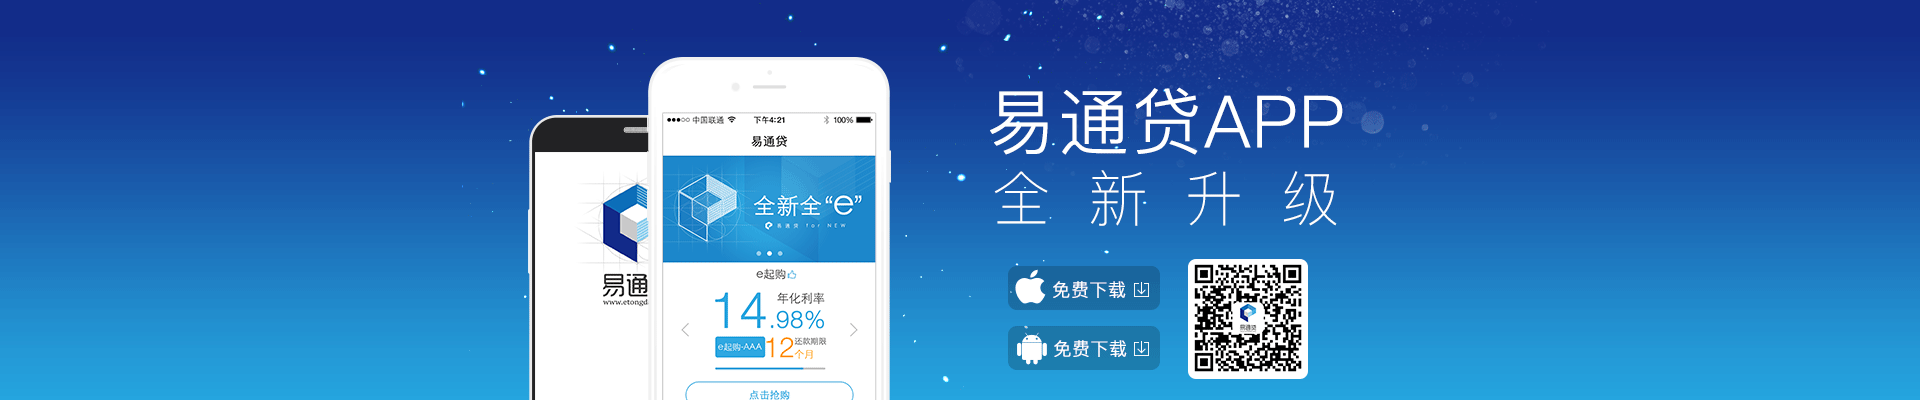 易通
www.etongd
中国联通
下午4:21
100%
易通贷
全新全“e”
易通贷 for NEW
e起购
14.98%
年化利率
e起购-AAA
12个月
还款期限
点击抢购
易通贷APP
全新升级
免费下载
免费下载
易通贷